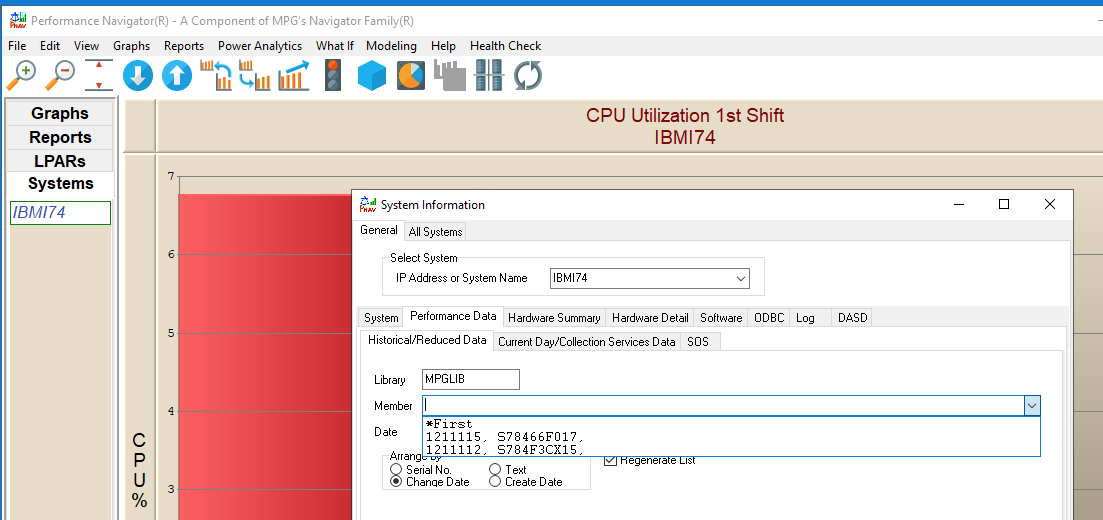 Performance Navigator(R) - A Component of MPG's Navigator Family(R)
File Edit View Graphs Reports Power Analytics What If Modeling Help Health Check
Graphs
Reports
LPARs
Systems
IBMI74
CPU Utilization 1st Shift
IBMI74
7
6
5
4
3
CPU%
System Information
General All Systems
Select System
IP Address or System Name IBMI74
System Performance Data Hardware Summary Hardware Detail Software ODBC Log DASD
Historical/Reduced Data Current Day/Collection Services Data SOS
Library MPGLIB
Member
*First
Date
1211115, S78466F017,
1211112, S784F3CX15,
Arrange By
Regenerate List
Serial No. Text
Change Date Create Date